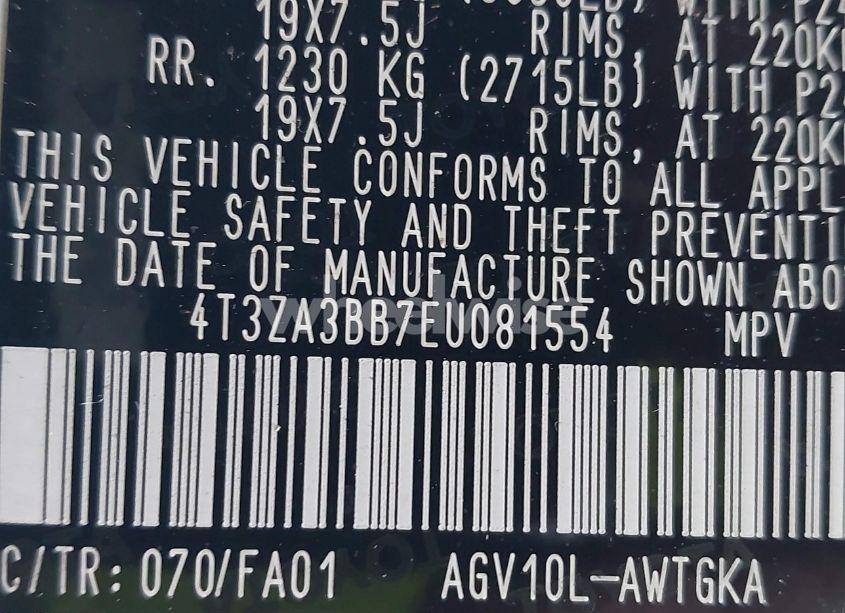 19X7.5J RIMS, AT 220K
RR. 1230 KG (2715LB) WITH P2
19X7.5J RIMS, AT 220K
THIS VEHICLE CONFORMS TO ALL APPL
VEHICLE SAFETY AND THEFT PREVENTI
THE DATE OF MANUFACTURE SHOWN ABO
4T3ZA3BB7EU081554 MPV
wheelwise
C/TR: 070/FA01 AGV10L-AWTGKA